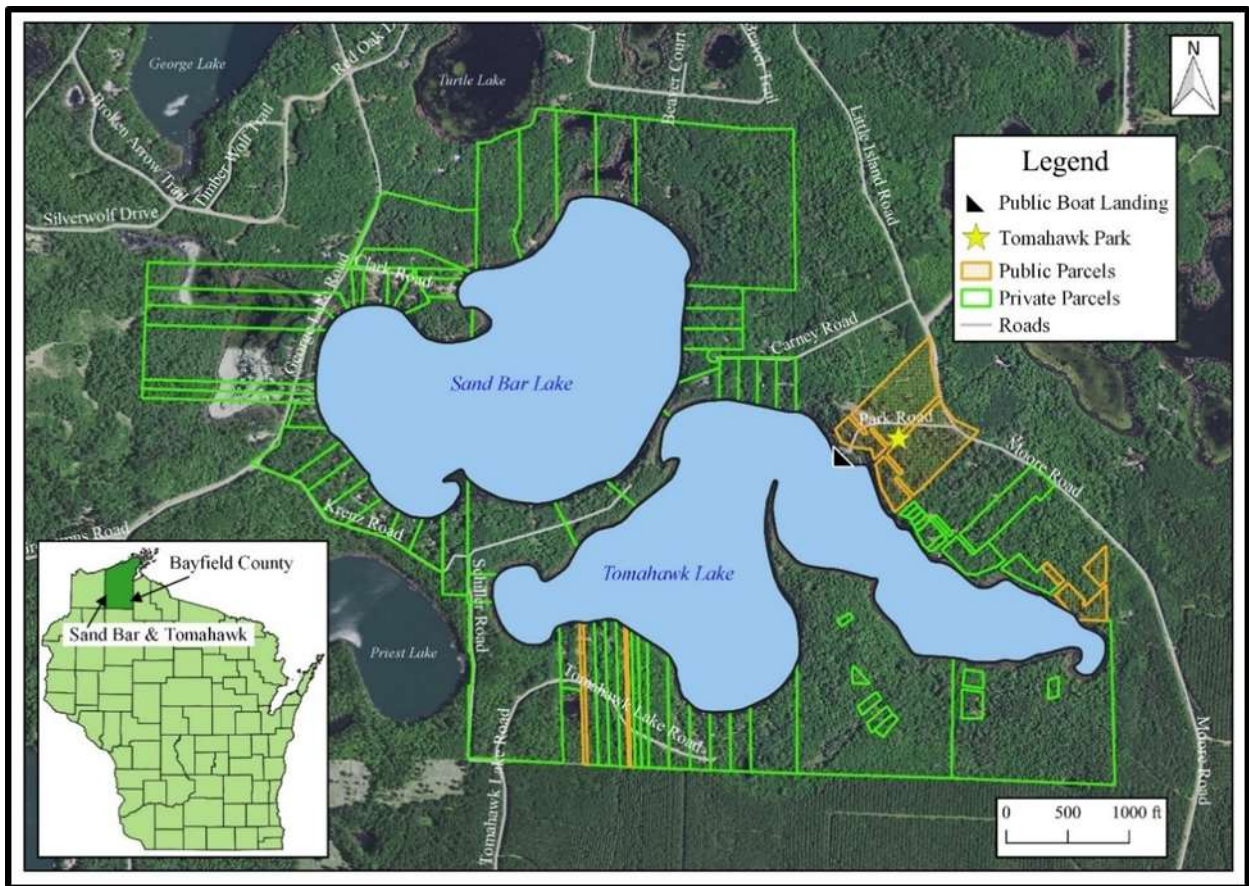 George Lake
Red Oak
Turtle Lake
Beaver Court
Beaver Trail
Broken Arrow Trail
Timber Wolf Trail
Silverwolf Drive
Little Island Road
N
Legend
Public Boat Landing
Tomahawk Park
Public Parcels
Private Parcels
Roads
Clark Road
George Lake Road
Carney Road
Sand Bar Lake
Park Road
Moore Road
Krenz Road
Road
Schiller Road
Tomahawk Lake
Priest Lake
Tomahawk Lake Road
Tomahawk Lake Road
Moore Road
Bayfield County
Sand Bar & Tomahawk
0 500 1000 ft